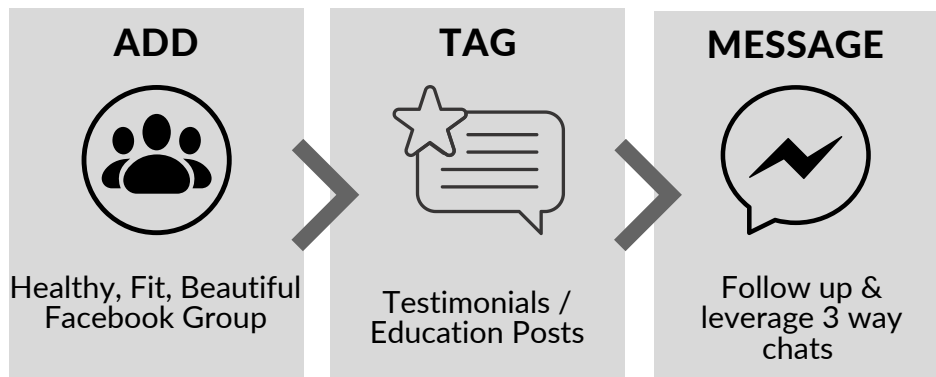 ADD
Healthy, Fit, Beautiful
Facebook Group
TAG
Testimonials /
Education Posts
MESSAGE
Follow up &
leverage 3 way
chats